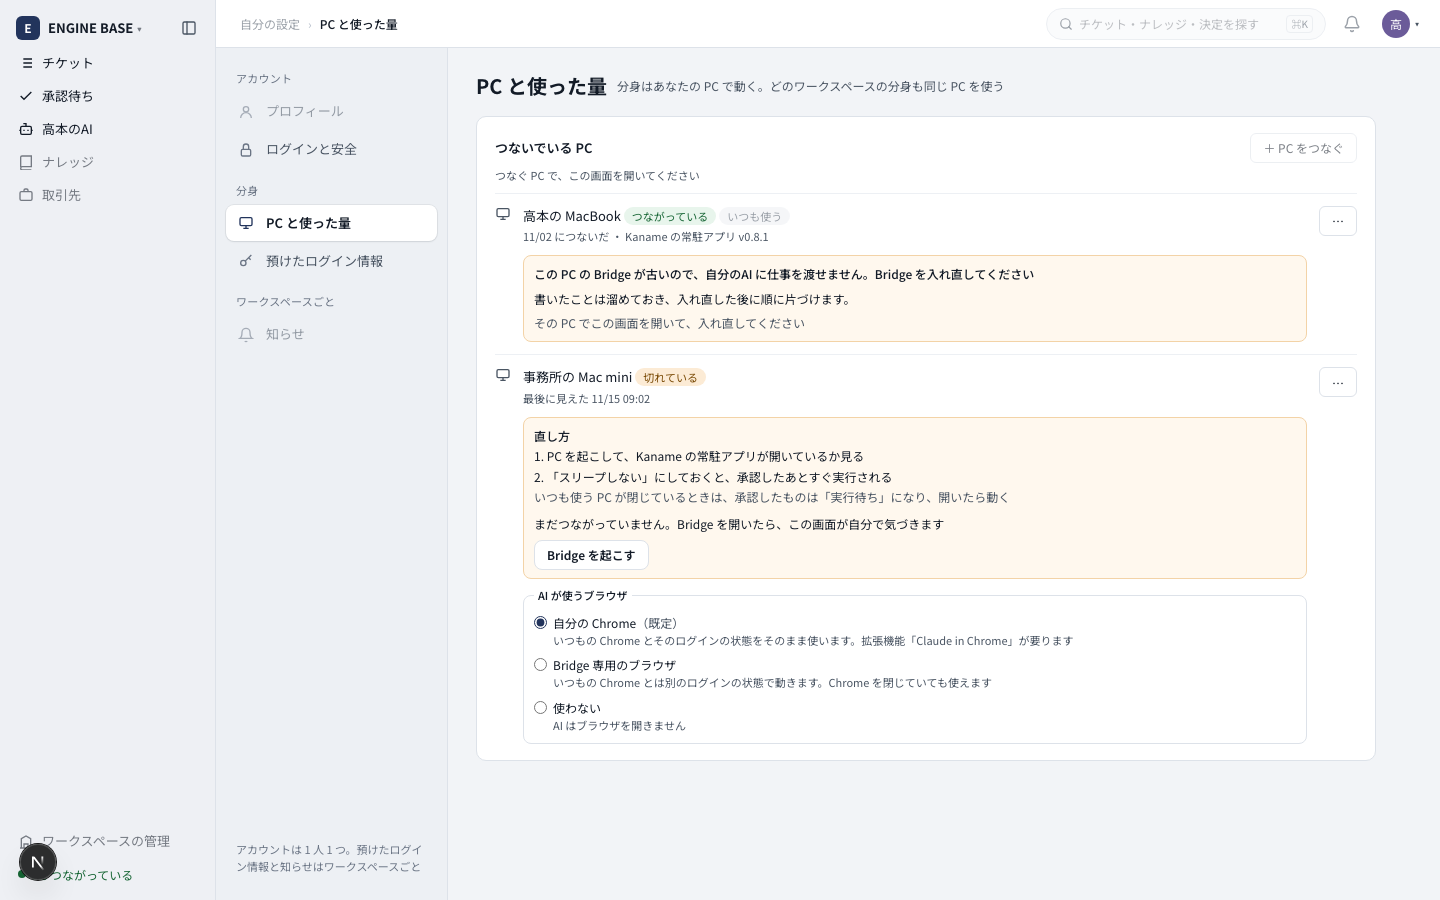 E ENGINE BASE
チケット
承認待ち
高本のAI
ナレッジ
取引先
ワークスペースの管理
N
つながっている
自分の設定 › PC と使った量
チケット・ナレッジ・決定を探す ⌘K
高
アカウント
プロフィール
ログインと安全
分身
PC と使った量
預けたログイン情報
ワークスペースごと
知らせ
アカウントは 1 人 1 つ。預けたログイ
ン情報と知らせはワークスペースごと
PC と使った量 分身はあなたの PC で動く。どのワークスペースの分身も同じ PC を使う
つないでいる PC
＋ PC をつなぐ
つなぐ PC で、この画面を開いてください
高本の MacBook つながっている いつも使う
…
11/02 につないだ ・ Kaname の常駐アプリ v0.8.1
この PC の Bridge が古いので、自分のAI に仕事を渡せません。Bridge を入れ直してください
書いたことは溜めておき、入れ直した後に順に片づけます。
その PC でこの画面を開いて、入れ直してください
事務所の Mac mini 切れている
…
最後に見えた 11/15 09:02
直し方
1. PC を起こして、Kaname の常駐アプリが開いているか見る
2. 「スリープしない」にしておくと、承認したあとすぐ実行される
いつも使う PC が閉じているときは、承認したものは「実行待ち」になり、開いたら動く
まだつながっていません。Bridge を開いたら、この画面が自分で気づきます
Bridge を起こす
AI が使うブラウザ
自分の Chrome（既定）
いつもの Chrome とそのログインの状態をそのまま使います。拡張機能「Claude in Chrome」が要ります
Bridge 専用のブラウザ
いつもの Chrome とは別のログインの状態で動きます。Chrome を閉じていても使えます
使わない
AI はブラウザを開きません